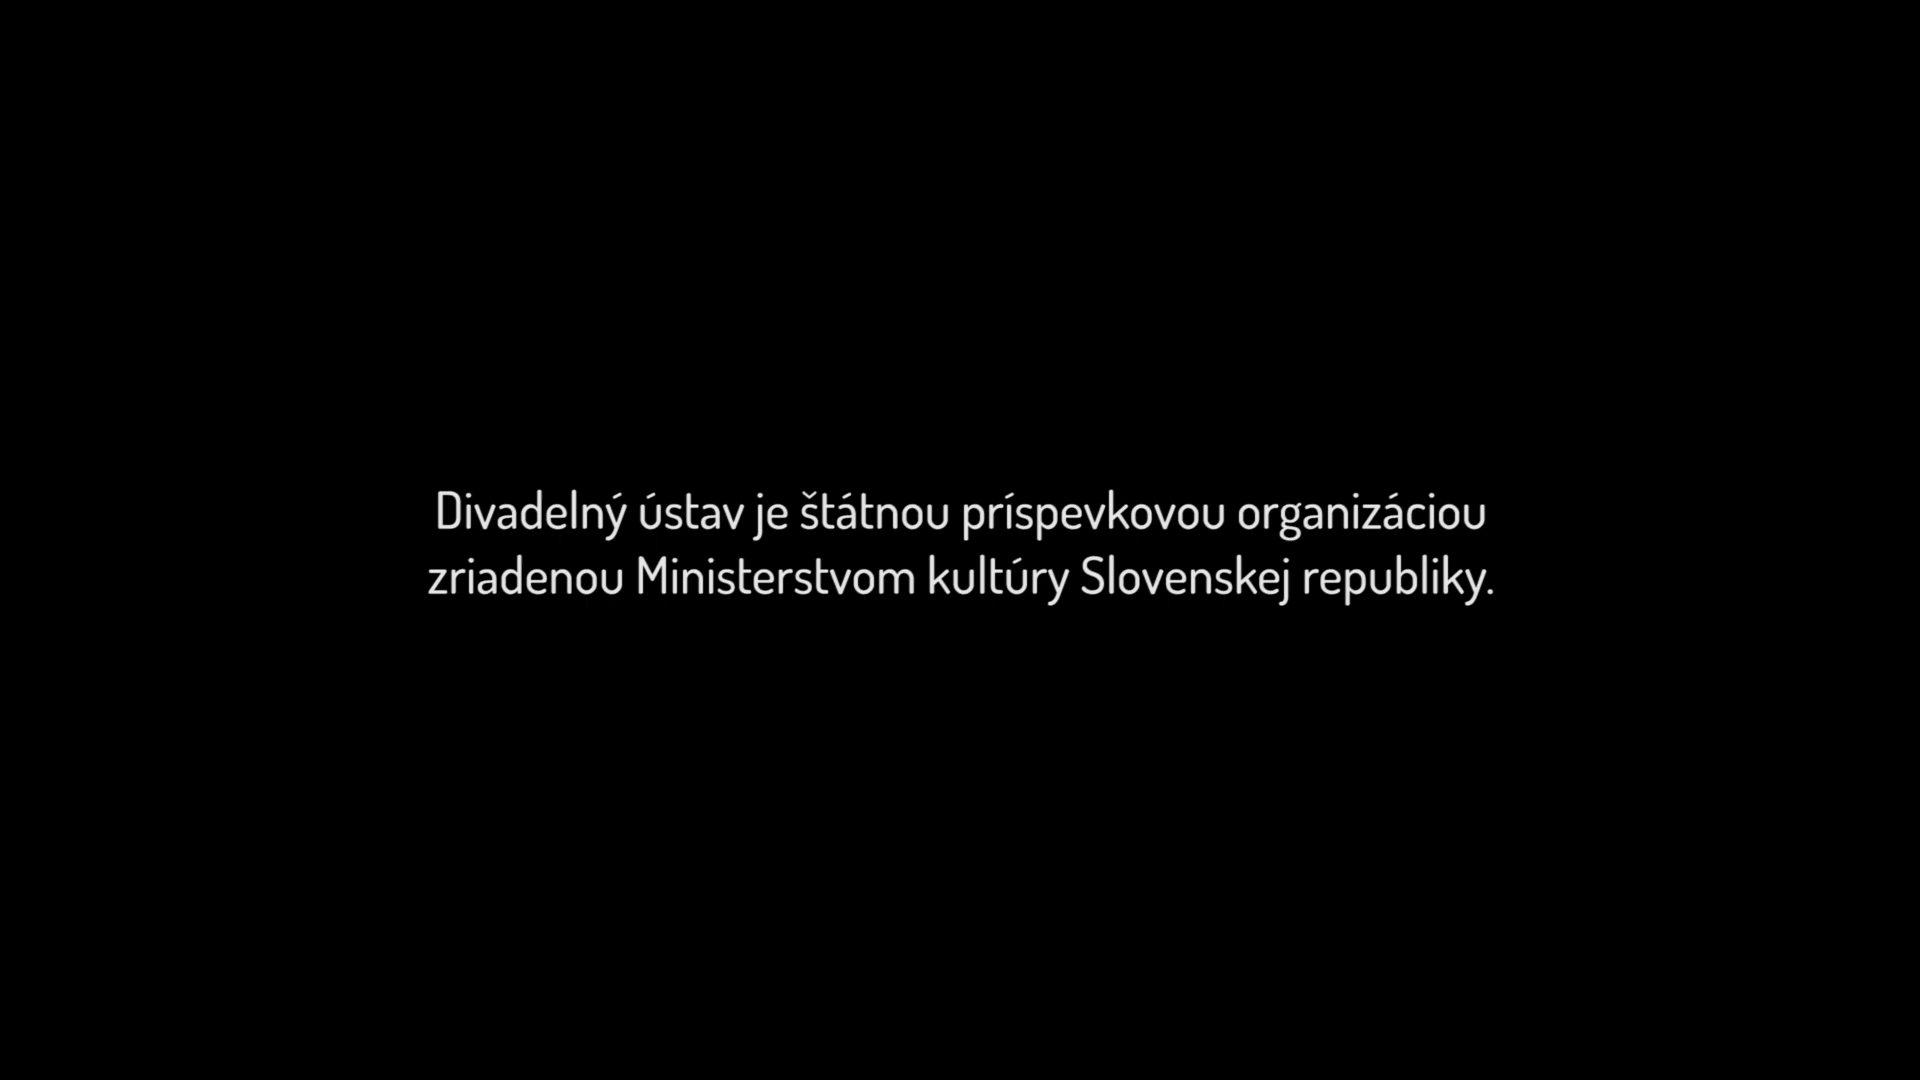 Divadelný ústav je štátnou príspevkovou organizáciou
zriadenou Ministerstvom kultúry Slovenskej republiky.